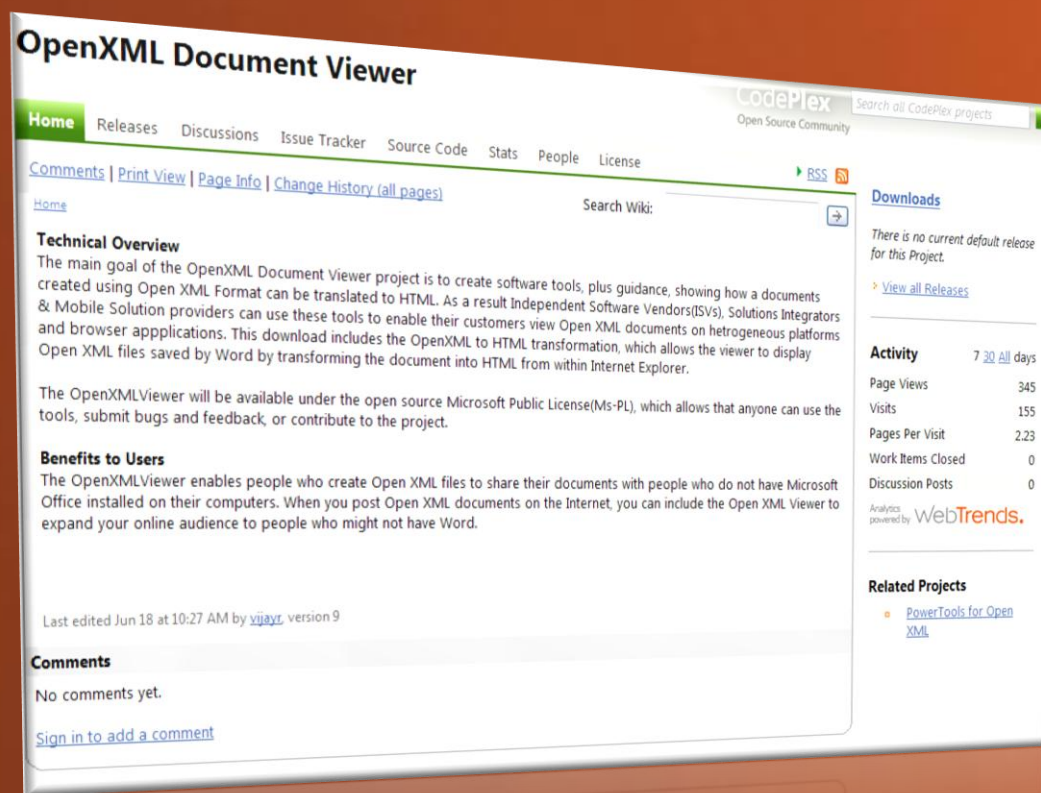 OpenXML Document Viewer
CodePlex
Open Source Community
Search all CodePlex projects
Home Releases Discussions Issue Tracker Source Code Stats People License
RSS
Comments | Print View | Page Info | Change History (all pages)
Search Wiki:
Home
Technical Overview
The main goal of the OpenXML Document Viewer project is to create software tools, plus guidance, showing how a documents
created using Open XML Format can be translated to HTML. As a result Independent Software Vendors(ISVs), Solutions Integrators
& Mobile Solution providers can use these tools to enable their customers view Open XML documents on hetrogeneous platforms
and browser appplications. This download includes the OpenXML to HTML transformation, which allows the viewer to display
Open XML files saved by Word by transforming the document into HTML from within Internet Explorer.
The OpenXMLViewer will be available under the open source Microsoft Public License(Ms-PL), which allows that anyone can use the
tools, submit bugs and feedback, or contribute to the project.
Benefits to Users
The OpenXMLViewer enables people who create Open XML files to share their documents with people who do not have Microsoft
Office installed on their computers. When you post Open XML documents on the Internet, you can include the Open XML Viewer to
expand your online audience to people who might not have Word.
Last edited Jun 18 at 10:27 AM by vijayr, version 9
Comments
No comments yet.
Sign in to add a comment
Downloads
There is no current default release
for this Project.
View all Releases
Activity 7 30 All days
Page Views 345
Visits 155
Pages Per Visit 2.23
Work Items Closed 0
Discussion Posts 0
Analytics
powered by WebTrends.
Related Projects
PowerTools for Open
XML